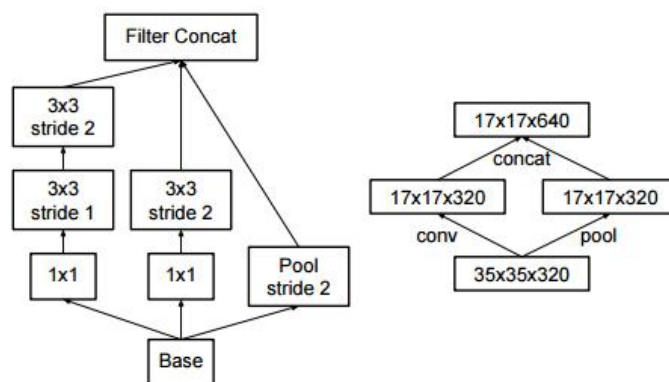 Filter Concat
3x3
stride 2
3x3
stride 1
3x3
stride 2
1x1
1x1
Pool
stride 2
Base
17x17x640
concat
17x17x320
17x17x320
conv
pool
35x35x320